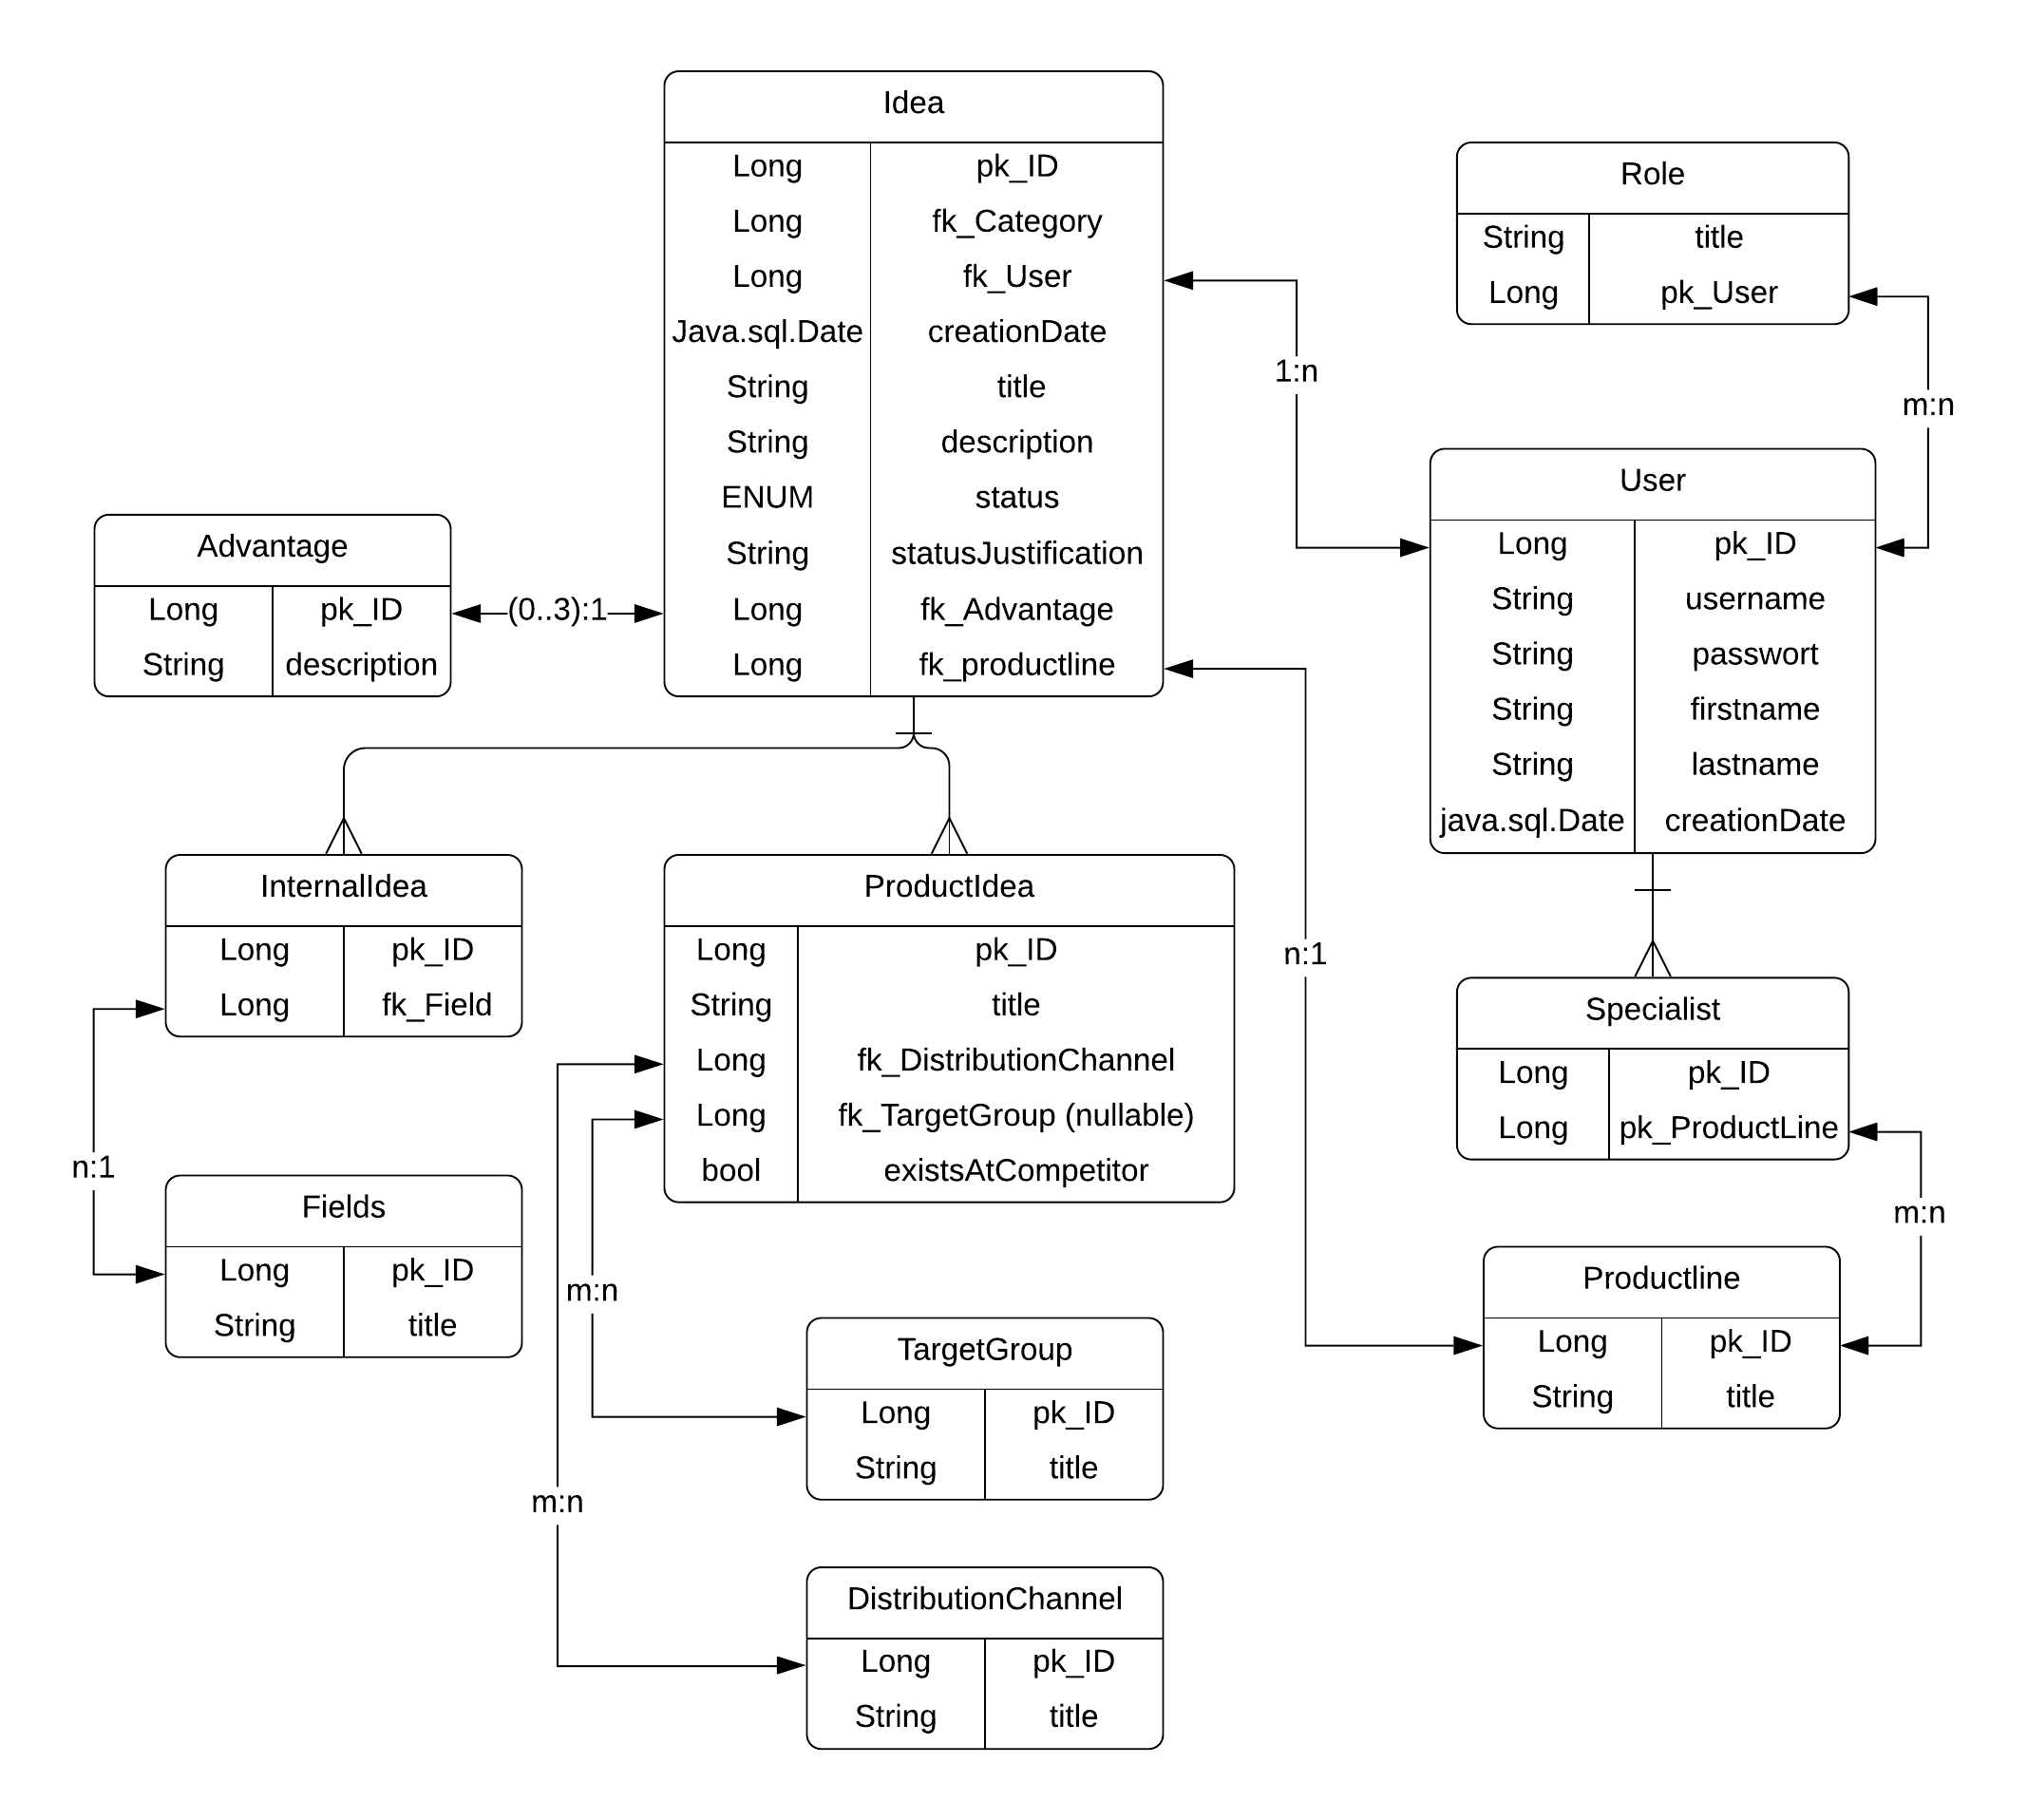 Idea
Long pk_ID
Long fk_Category
Long fk_User
Java.sql.Date creationDate
String title
String description
ENUM status
String statusJustification
Long fk_Advantage
Long fk_productline
Role
String title
Long pk_User
1:n
m:n
User
Long pk_ID
String username
String passwort
String firstname
String lastname
java.sql.Date creationDate
Advantage
Long pk_ID
String description
(0..3):1
InternalIdea
Long pk_ID
Long fk_Field
ProductIdea
Long pk_ID
String title
Long fk_DistributionChannel
Long fk_TargetGroup (nullable)
bool existsAtCompetitor
n:1
Specialist
Long pk_ID
Long pk_ProductLine
n:1
m:n
Fields
Long pk_ID
String title
m:n
Productline
Long pk_ID
String title
TargetGroup
Long pk_ID
String title
m:n
DistributionChannel
Long pk_ID
String title